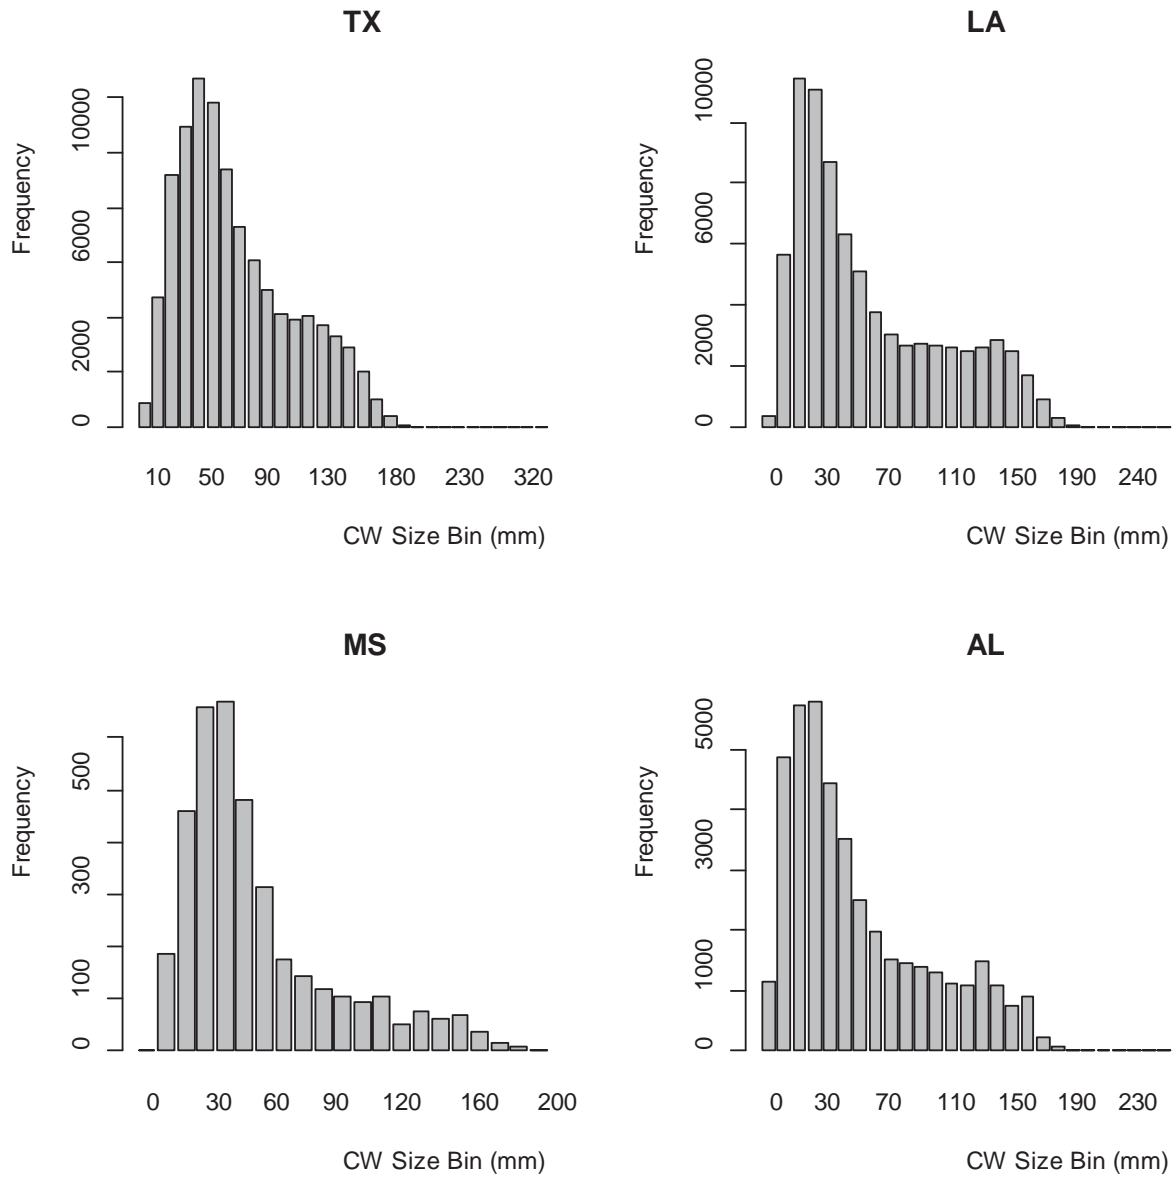 TX
Frequency
0 2000 6000 10000
10 50 90 130 180 230 320
CW Size Bin (mm)
LA
Frequency
0 2000 6000 10000
0 30 70 110 150 190 240
CW Size Bin (mm)
MS
Frequency
0 100 300 500
0 30 60 90 120 160 200
CW Size Bin (mm)
AL
Frequency
0 1000 3000 5000
0 30 70 110 150 190 230
CW Size Bin (mm)